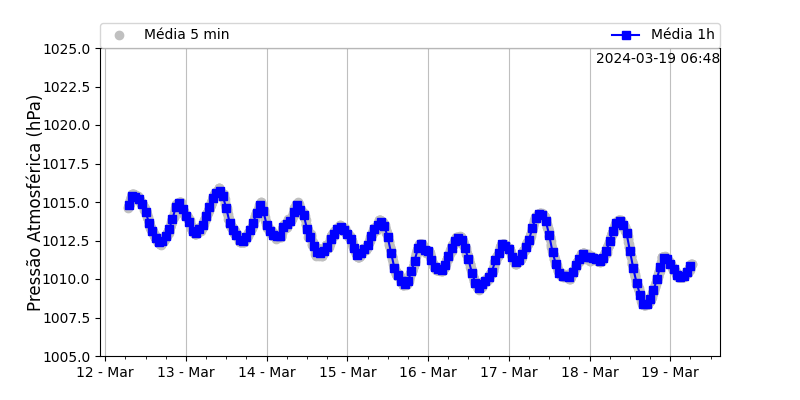 Média 5 min
Média 1h
2024-03-19 06:48
Pressão Atmosférica (hPa)
1025.0
1022.5
1020.0
1017.5
1015.0
1012.5
1010.0
1007.5
1005.0
12 - Mar
13 - Mar
14 - Mar
15 - Mar
16 - Mar
17 - Mar
18 - Mar
19 - Mar